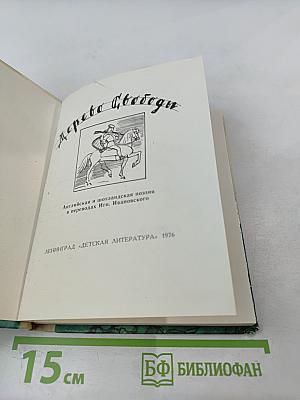 Дерево Свободы
Английская и шотландская поэзия
в переводах Игн. Ивановского
ЛЕНИНГРАД «ДЕТСКАЯ ЛИТЕРАТУРА» 1976
15 см
БФ БИБЛИОФАН